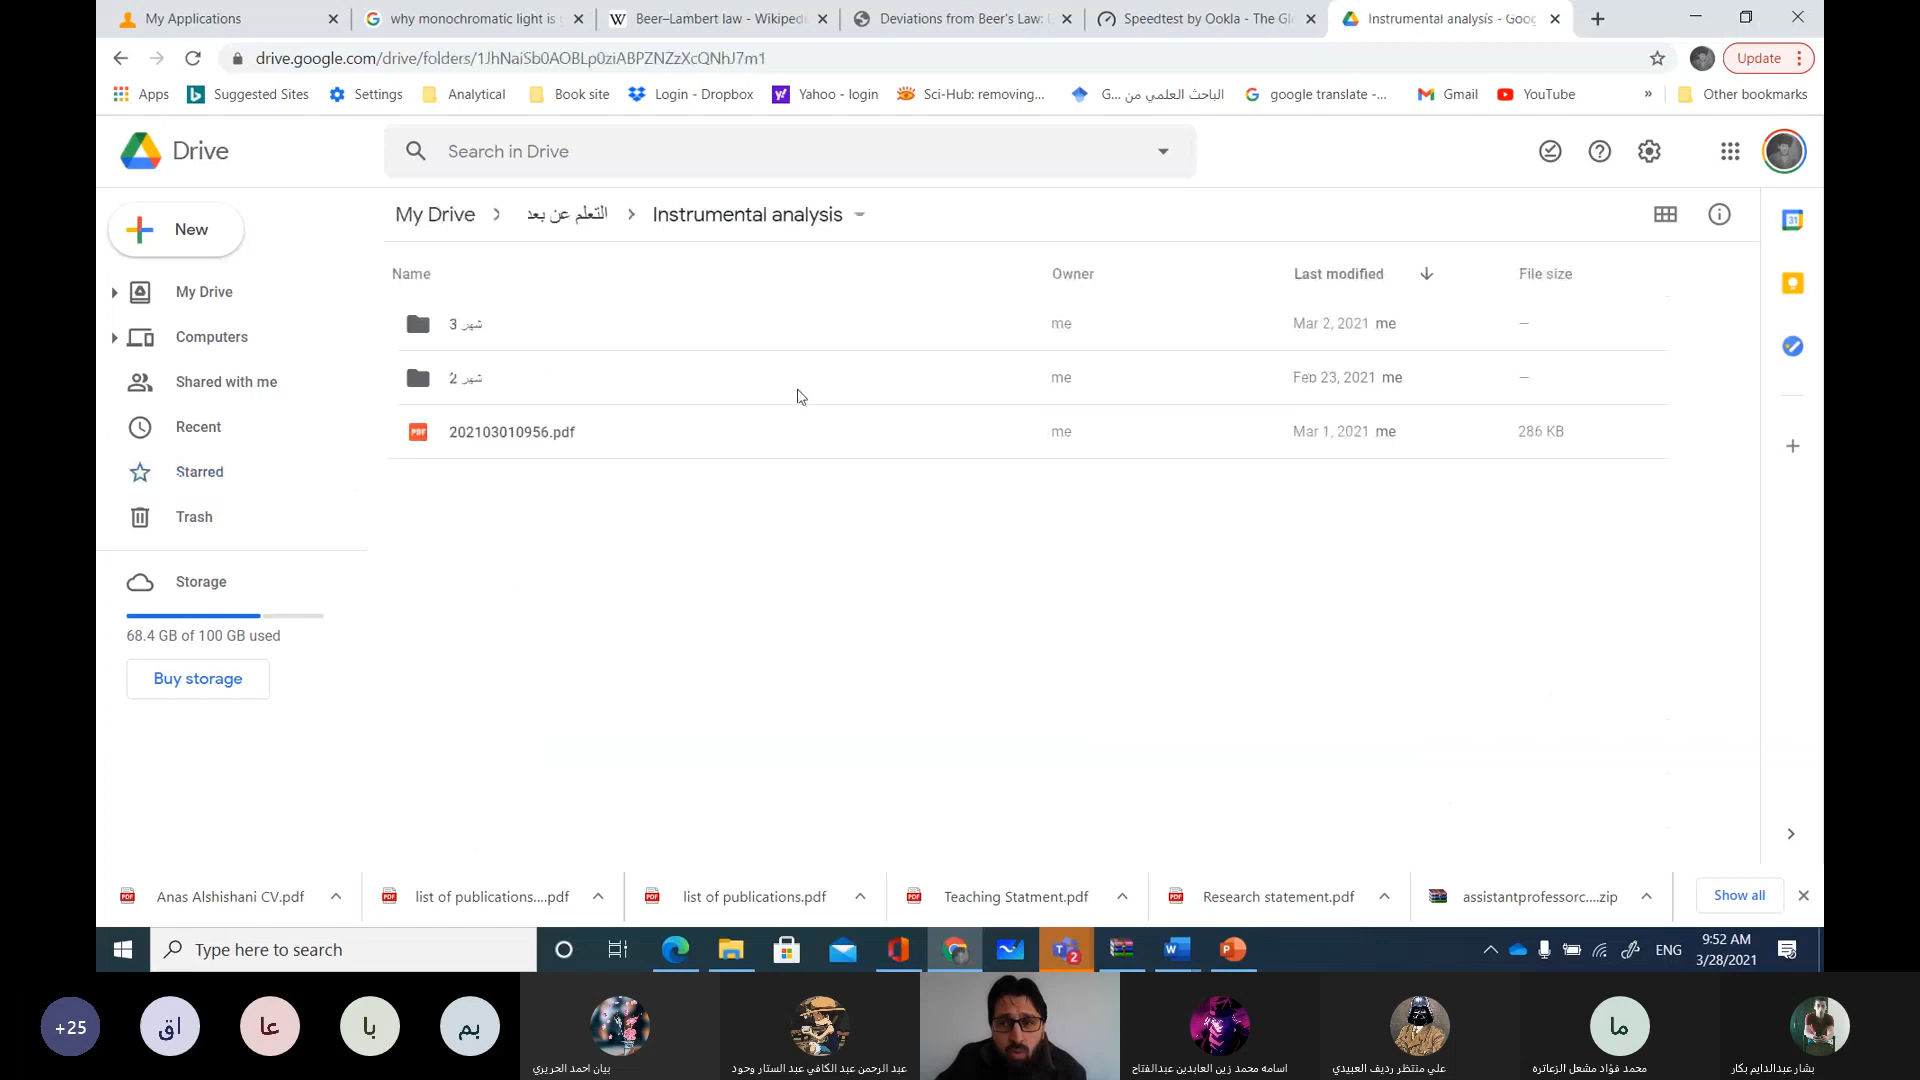 My Applications
why monochromatic light is
Beer–Lambert law - Wikiped
Deviations from Beer's Law:
Speedtest by Ookla - The Glo
Instrumental analysis - Goog
drive.google.com/drive/folders/1JhNaiSb0AOBLp0ziABPZNZzXcQNhJ7m1
Update
Apps
Suggested Sites
Settings
Analytical
Book site
Login - Dropbox
Yahoo - login
Sci-Hub: removing...
G... الباحث العلمي من
google translate -...
Gmail
YouTube
»
Other bookmarks
Drive
Search in Drive
New
My Drive
Computers
Shared with me
Recent
Starred
Trash
Storage
68.4 GB of 100 GB used
Buy storage
My Drive > التعلم عن بعد > Instrumental analysis
Name Owner Last modified File size
شهر 3 me Mar 2, 2021 me –
شهر 2 me Feb 23, 2021 me –
PDF 202103010956.pdf me Mar 1, 2021 me 286 KB
31
Anas Alshishani CV.pdf
list of publications....pdf
list of publications.pdf
Teaching Statment.pdf
Research statement.pdf
assistantprofessorc....zip
Show all
Type here to search
2
ENG
9:52 AM
3/28/2021
+25
اق
عا
با
بم
ما
بيان احمد الحريري
عبد الرحمن عبد الكافي عبد الستار وحود
اسامه محمد زين العابدين عبدالفتاح
علي منتظر رديف العبيدي
محمد فؤاد مشعل الزعاتره
بشار عبدالدايم بكار